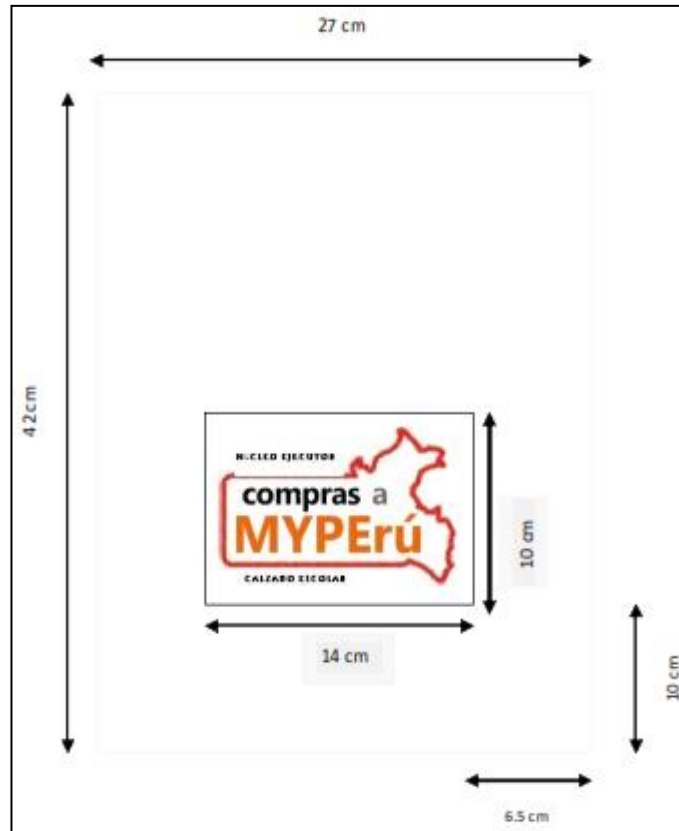 27 cm
42cm
NUCLEO EJECUTOR
compras a
MYPErú
CALZADO ESCOLAR
10 cm
14 cm
10 cm
6.5 cm